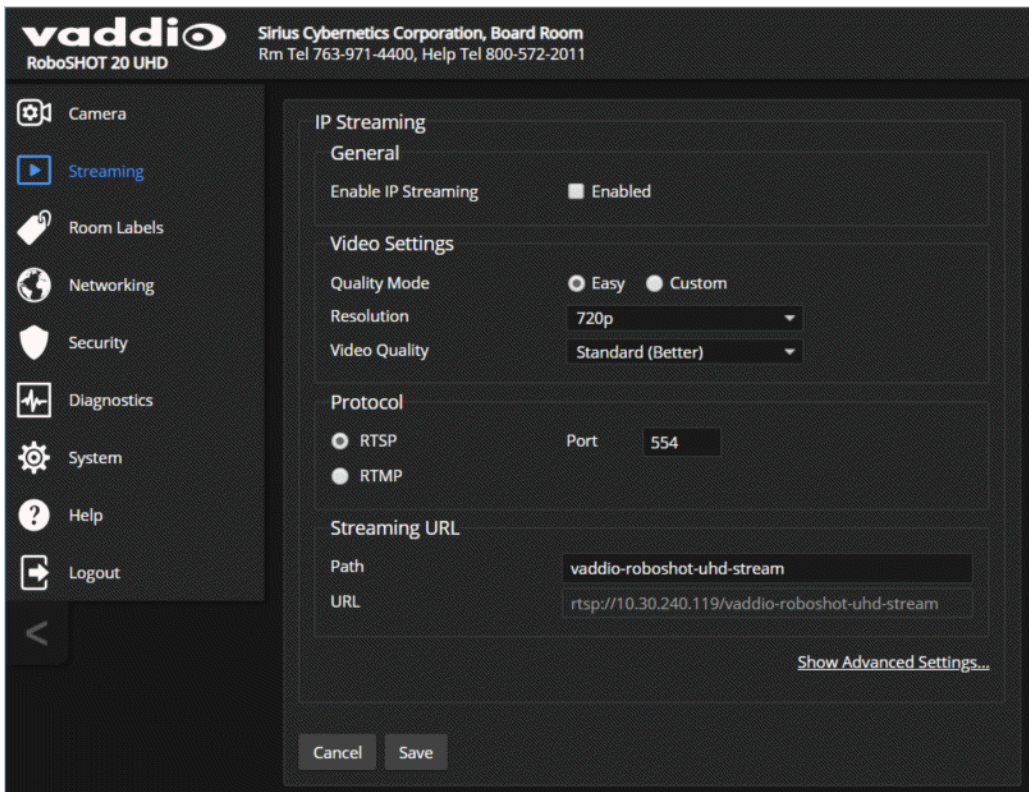 vaddio
RoboSHOT 20 UHD
Sirius Cybernetics Corporation, Board Room
Rm Tel 763-971-4400, Help Tel 800-572-2011
Camera
Streaming
Room Labels
Networking
Security
Diagnostics
System
Help
Logout
IP Streaming
General
Enable IP Streaming Enabled
Video Settings
Quality Mode Easy Custom
Resolution 720p
Video Quality Standard (Better)
Protocol
RTSP Port 554
RTMP
Streaming URL
Path vaddio-roboshot-uhd-stream
URL rtsp://10.30.240.119/vaddio-roboshot-uhd-stream
Show Advanced Settings...
Cancel Save